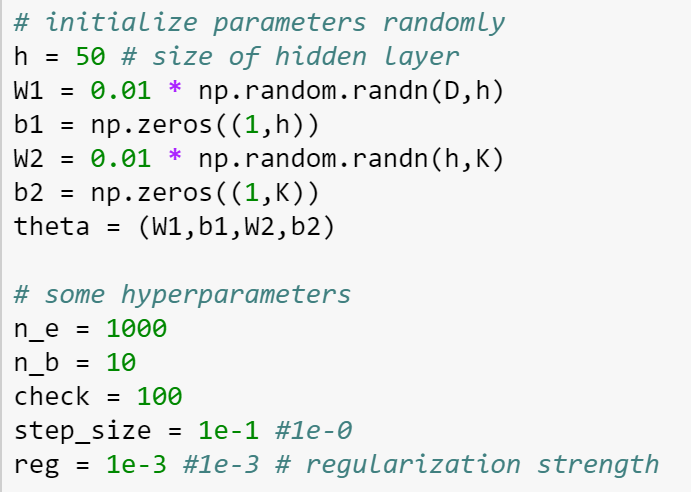 # initialize parameters randomly
h = 50 # size of hidden layer
W1 = 0.01 * np.random.randn(D,h)
b1 = np.zeros((1,h))
W2 = 0.01 * np.random.randn(h,K)
b2 = np.zeros((1,K))
theta = (W1,b1,W2,b2)

# some hyperparameters
n_e = 1000
n_b = 10
check = 100
step_size = 1e-1 #1e-0
reg = 1e-3 #1e-3 # regularization strength